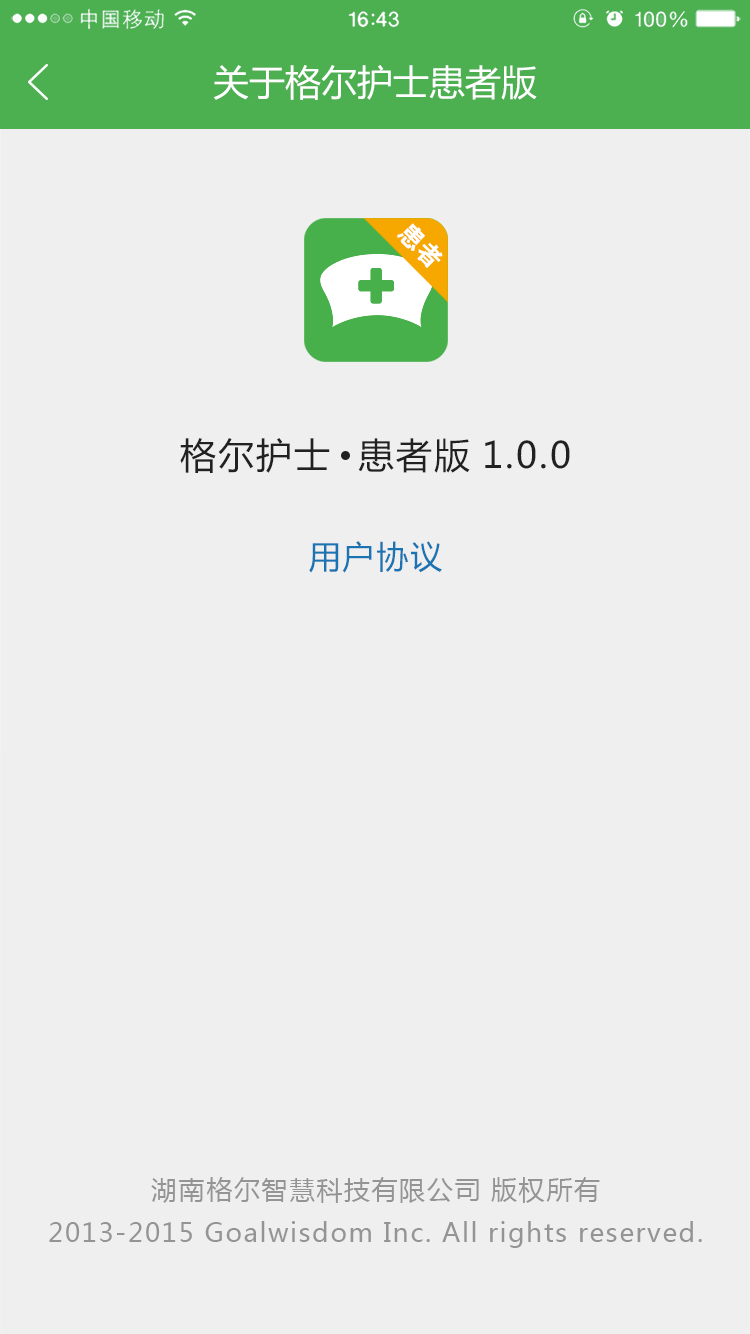 中国移动 16:43 100%
关于格尔护士患者版
患者
格尔护士•患者版 1.0.0
用户协议
湖南格尔智慧科技有限公司 版权所有
2013-2015 Goalwisdom Inc. All rights reserved.